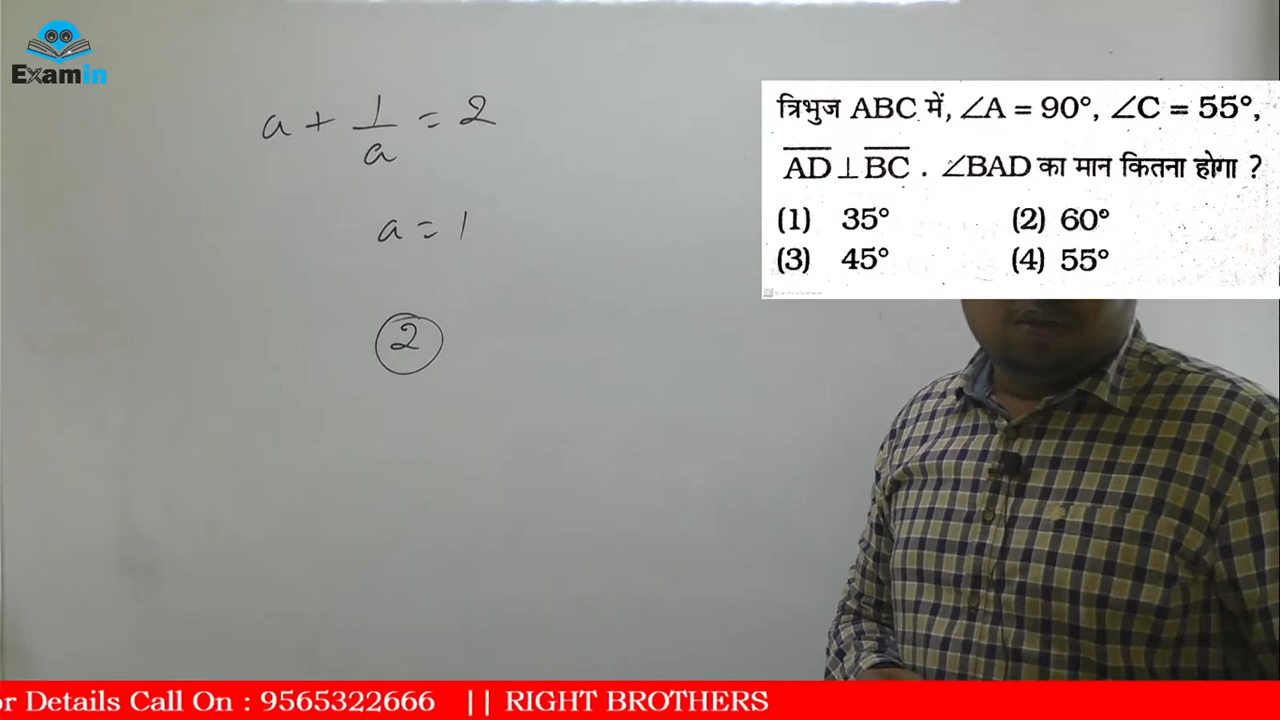 ExamIn
a + 1/a = 2
a = 1
2
त्रिभुज ABC में, ∠A = 90°, ∠C = 55°,
AD ⊥ BC . ∠BAD का मान कितना होगा ?
(1) 35° (2) 60°
(3) 45° (4) 55°
or Details Call On : 9565322666 || RIGHT BROTHERS